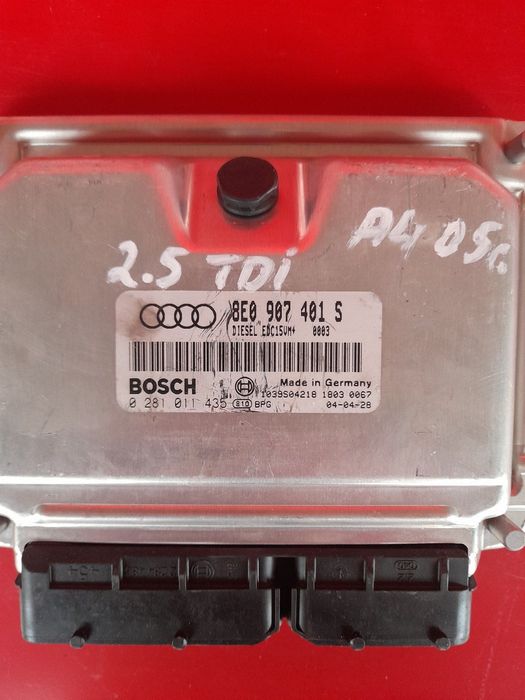 2.5 TDi
A4 05г.
8E0 907 401 S
DIESEL EDC15VM+ 0003
BOSCH
Made in Germany
1039S04218 1803 0067
0 281 011 435 e10 BPG 04-04-28